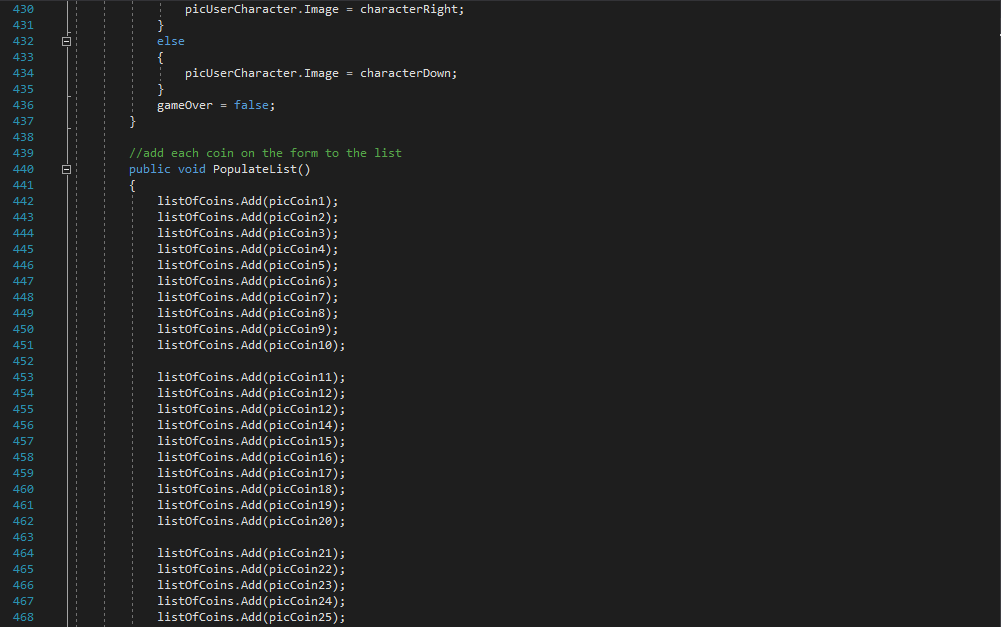 430 picUserCharacter.Image = characterRight;
431 }
432 else
433 {
434 picUserCharacter.Image = characterDown;
435 }
436 gameOver = false;
437 }
438
439 //add each coin on the form to the list
440 public void PopulateList()
441 {
442 listOfCoins.Add(picCoin1);
443 listOfCoins.Add(picCoin2);
444 listOfCoins.Add(picCoin3);
445 listOfCoins.Add(picCoin4);
446 listOfCoins.Add(picCoin5);
447 listOfCoins.Add(picCoin6);
448 listOfCoins.Add(picCoin7);
449 listOfCoins.Add(picCoin8);
450 listOfCoins.Add(picCoin9);
451 listOfCoins.Add(picCoin10);
452
453 listOfCoins.Add(picCoin11);
454 listOfCoins.Add(picCoin12);
455 listOfCoins.Add(picCoin12);
456 listOfCoins.Add(picCoin14);
457 listOfCoins.Add(picCoin15);
458 listOfCoins.Add(picCoin16);
459 listOfCoins.Add(picCoin17);
460 listOfCoins.Add(picCoin18);
461 listOfCoins.Add(picCoin19);
462 listOfCoins.Add(picCoin20);
463
464 listOfCoins.Add(picCoin21);
465 listOfCoins.Add(picCoin22);
466 listOfCoins.Add(picCoin23);
467 listOfCoins.Add(picCoin24);
468 listOfCoins.Add(picCoin25);